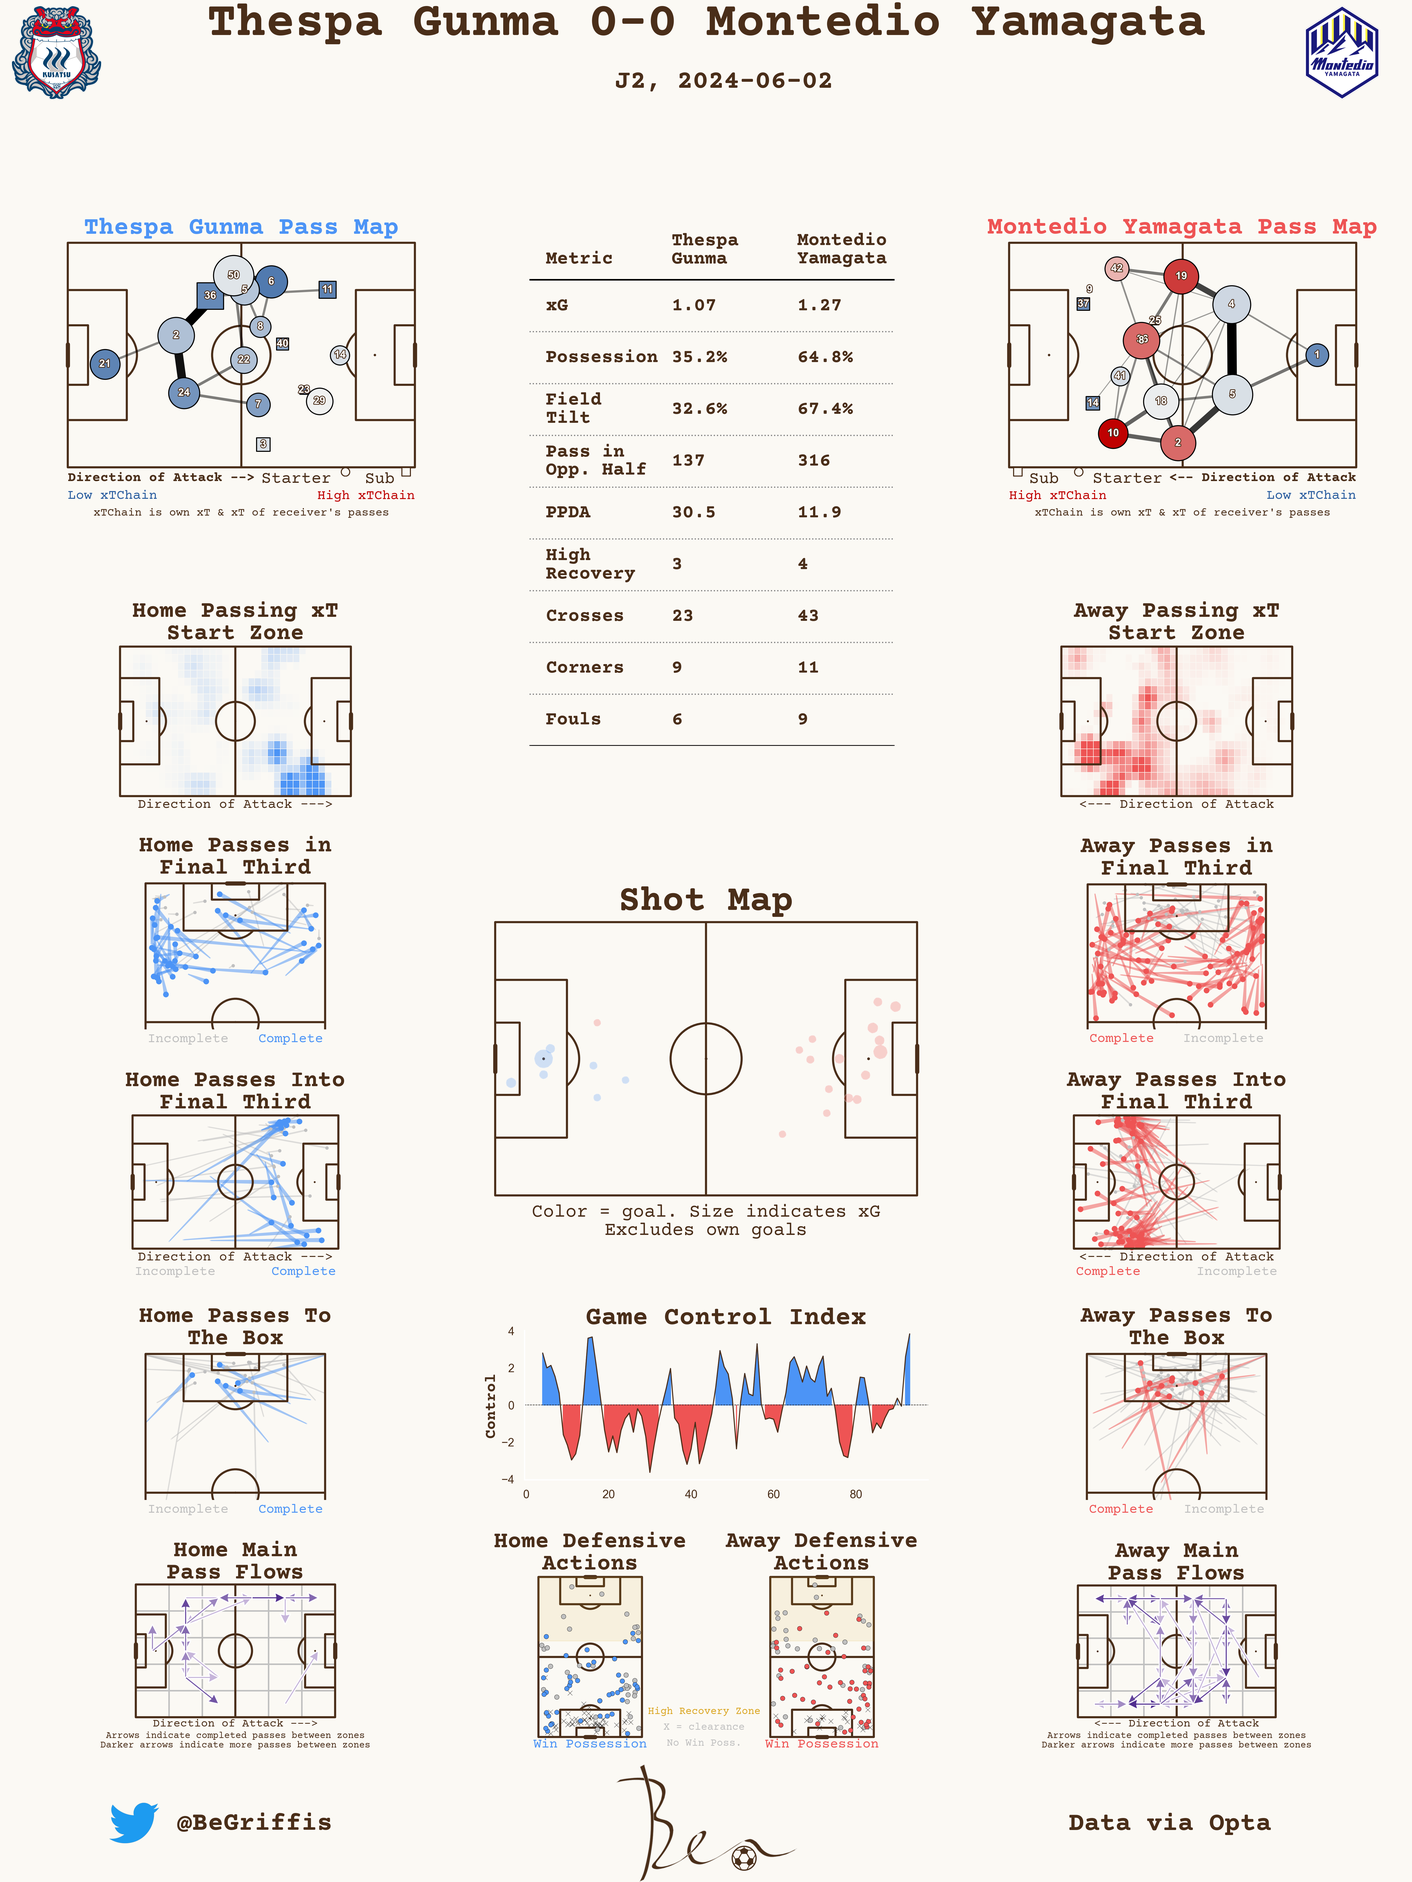 Thespa Gunma 0-0 Montedio Yamagata
J2, 2024-06-02
KUSATSU
Montedio
YAMAGATA
Thespa Gunma Pass Map
50
6
5
36
11
8
2
40
14
22
21
24
23
29
7
3
Direction of Attack --> Starter Sub
Low xTChain High xTChain
xTChain is own xT & xT of receiver's passes
Metric Thespa Gunma Montedio Yamagata
xG 1.07 1.27
Possession 35.2% 64.8%
Field Tilt 32.6% 67.4%
Pass in Opp. Half 137 316
PPDA 30.5 11.9
High Recovery 3 4
Crosses 23 43
Corners 9 11
Fouls 6 9
Montedio Yamagata Pass Map
42
19
9
37
4
25
1
41
5
14
18
10
2
Sub Starter <-- Direction of Attack
High xTChain Low xTChain
xTChain is own xT & xT of receiver's passes
Home Passing xT
Start Zone
Direction of Attack --->
Away Passing xT
Start Zone
<--- Direction of Attack
Home Passes in
Final Third
Incomplete Complete
Away Passes in
Final Third
Complete Incomplete
Shot Map
Color = goal. Size indicates xG
Excludes own goals
Home Passes Into
Final Third
Direction of Attack --->
Incomplete Complete
Away Passes Into
Final Third
<--- Direction of Attack
Complete Incomplete
Home Passes To
The Box
Incomplete Complete
Game Control Index
Control
4
2
0
−2
−4
0 20 40 60 80
Away Passes To
The Box
Complete Incomplete
Home Main
Pass Flows
Direction of Attack --->
Arrows indicate completed passes between zones
Darker arrows indicate more passes between zones
Home Defensive
Actions
Win Possession
Away Defensive
Actions
Win Possession
High Recovery Zone
X = clearance
No Win Poss.
Away Main
Pass Flows
<--- Direction of Attack
Arrows indicate completed passes between zones
Darker arrows indicate more passes between zones
@BeGriffis
Ben
Data via Opta